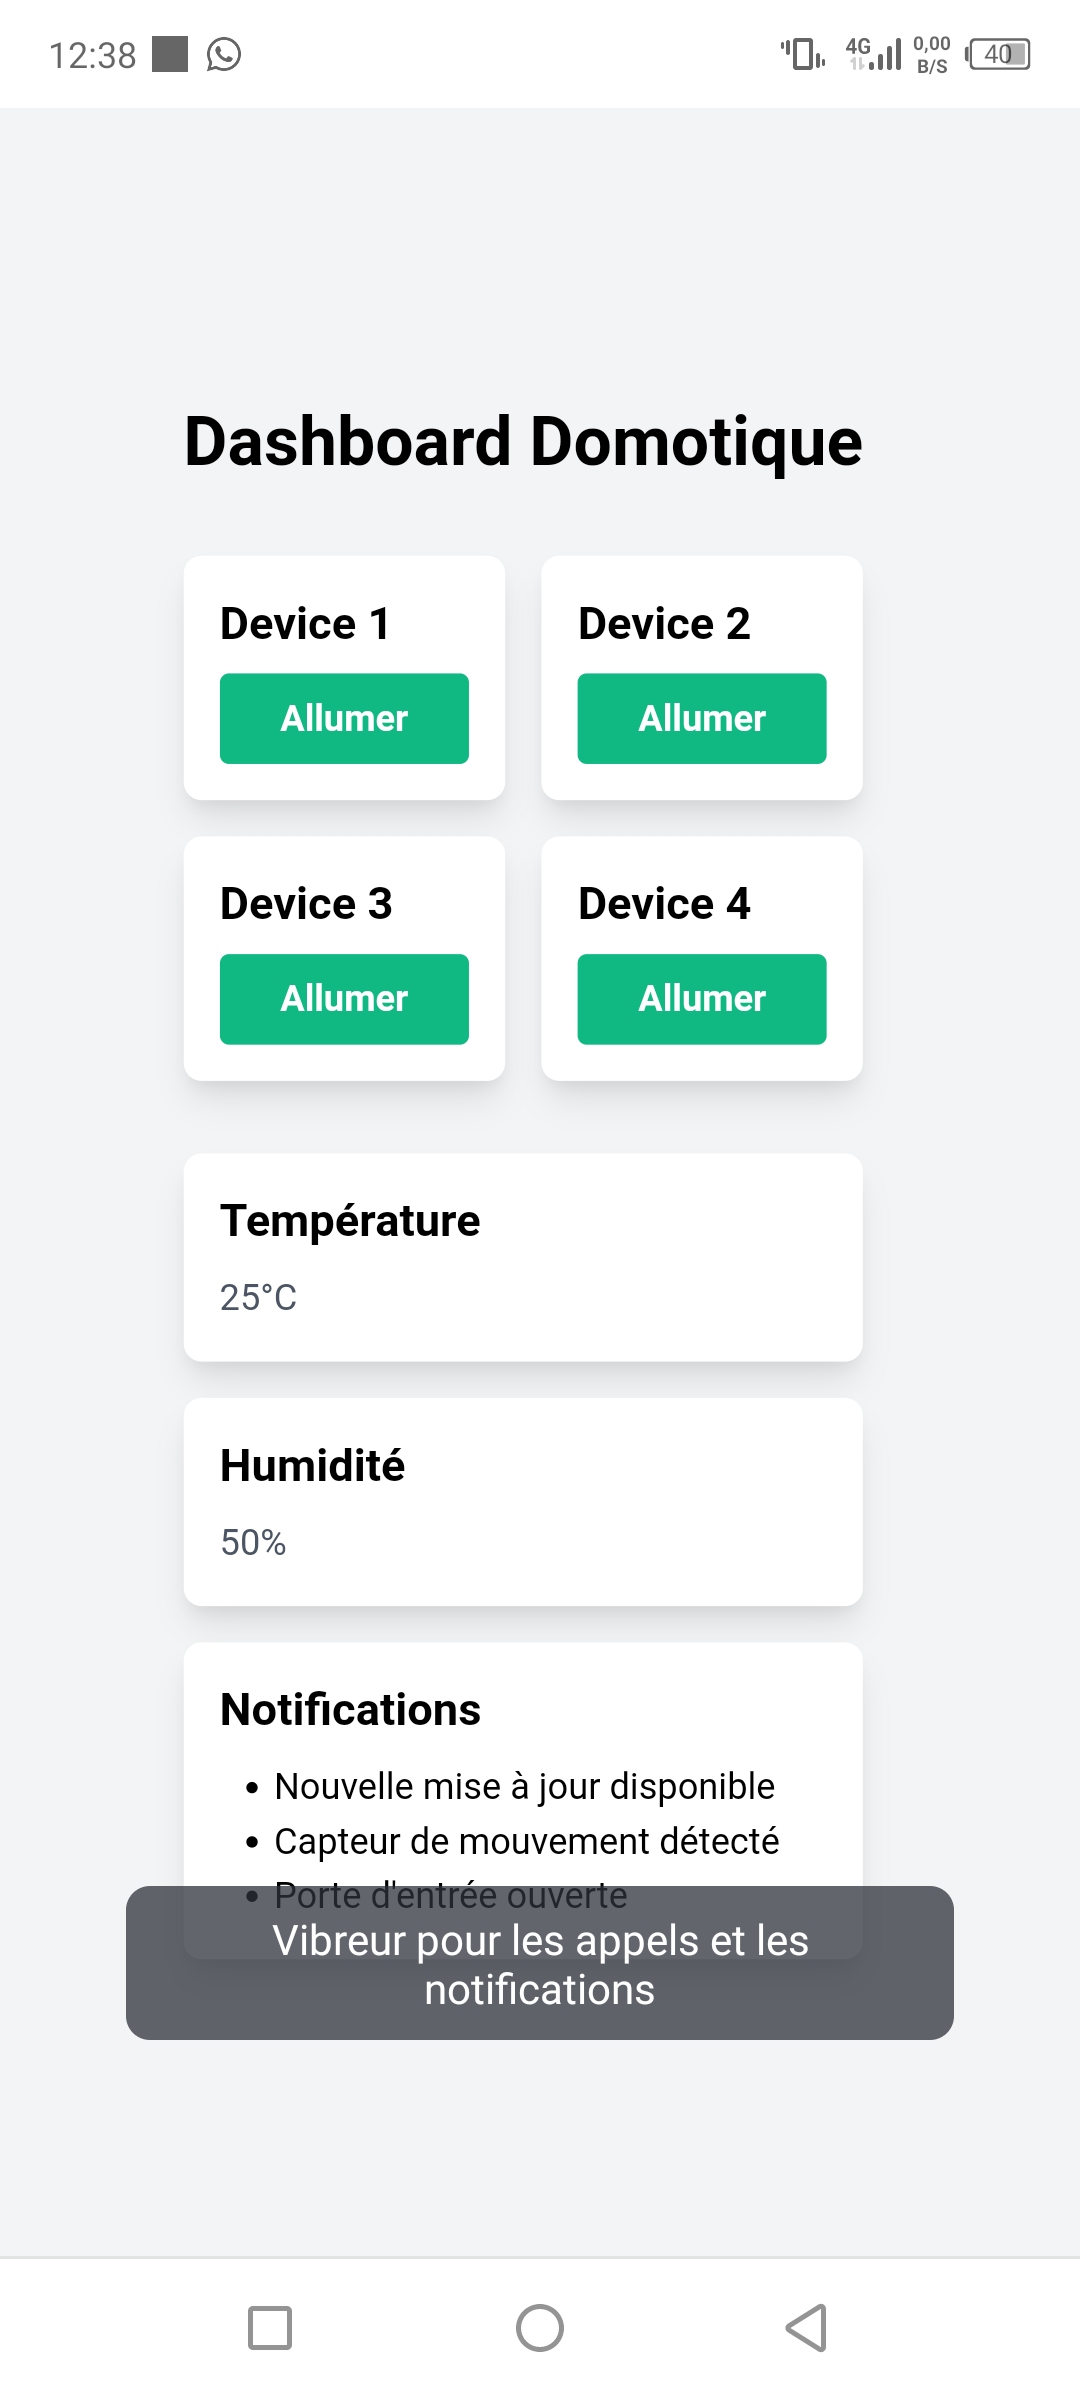 12:38
4G
0,00
B/S
40
Dashboard Domotique
Device 1
Device 2
Allumer
Allumer
Device 3
Device 4
Allumer
Allumer
Température
25°C
Humidité
50%
Notifications
Nouvelle mise à jour disponible
Capteur de mouvement détecté
Porte d'entrée ouverte
Vibreur pour les appels et les
notifications